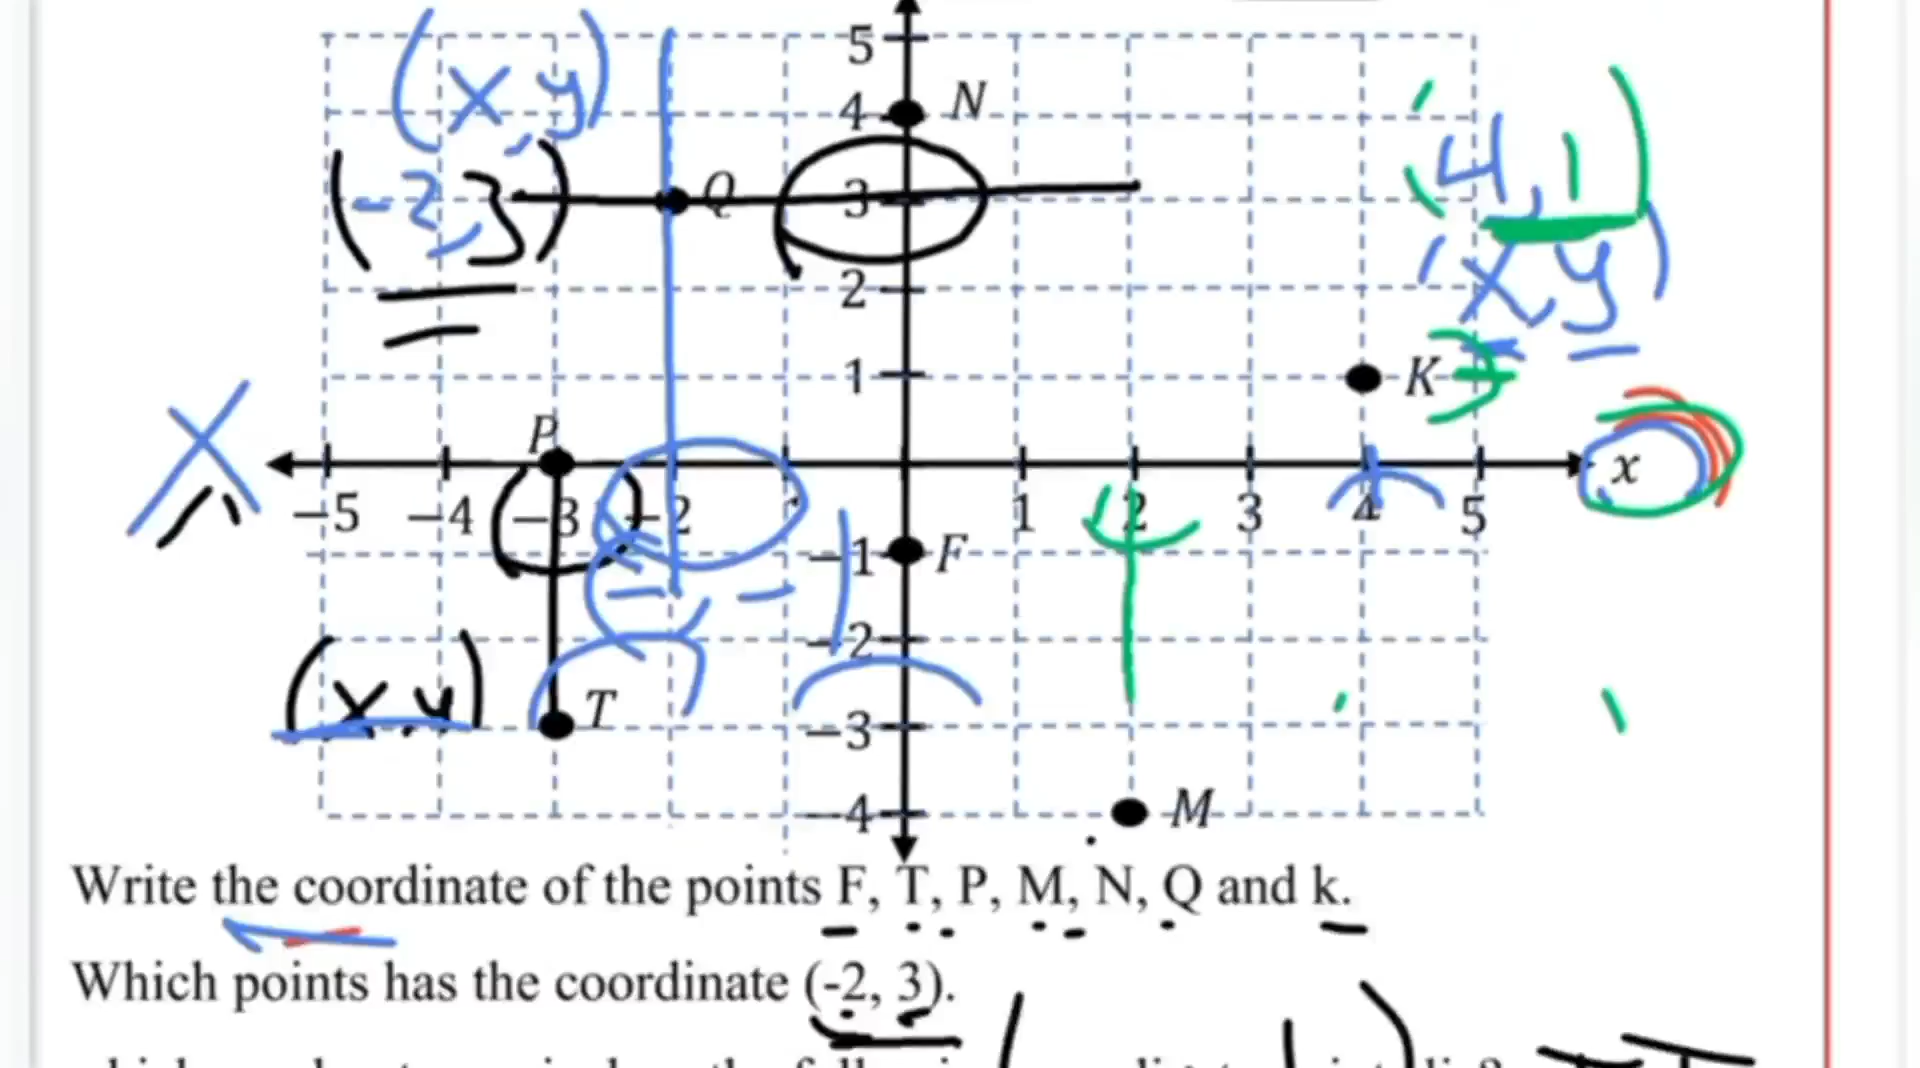 5
(x, y)
4 N
(4, 1)
(-2, 3) Q 3
(x, y)
2
1 K
X P x
−5 −4 −3 −2 1 2 3 4 5
−1 F
−2
(x y) T
−3
−4 M
Write the coordinate of the points F, T, P, M, N, Q and k.
Which points has the coordinate (-2, 3).